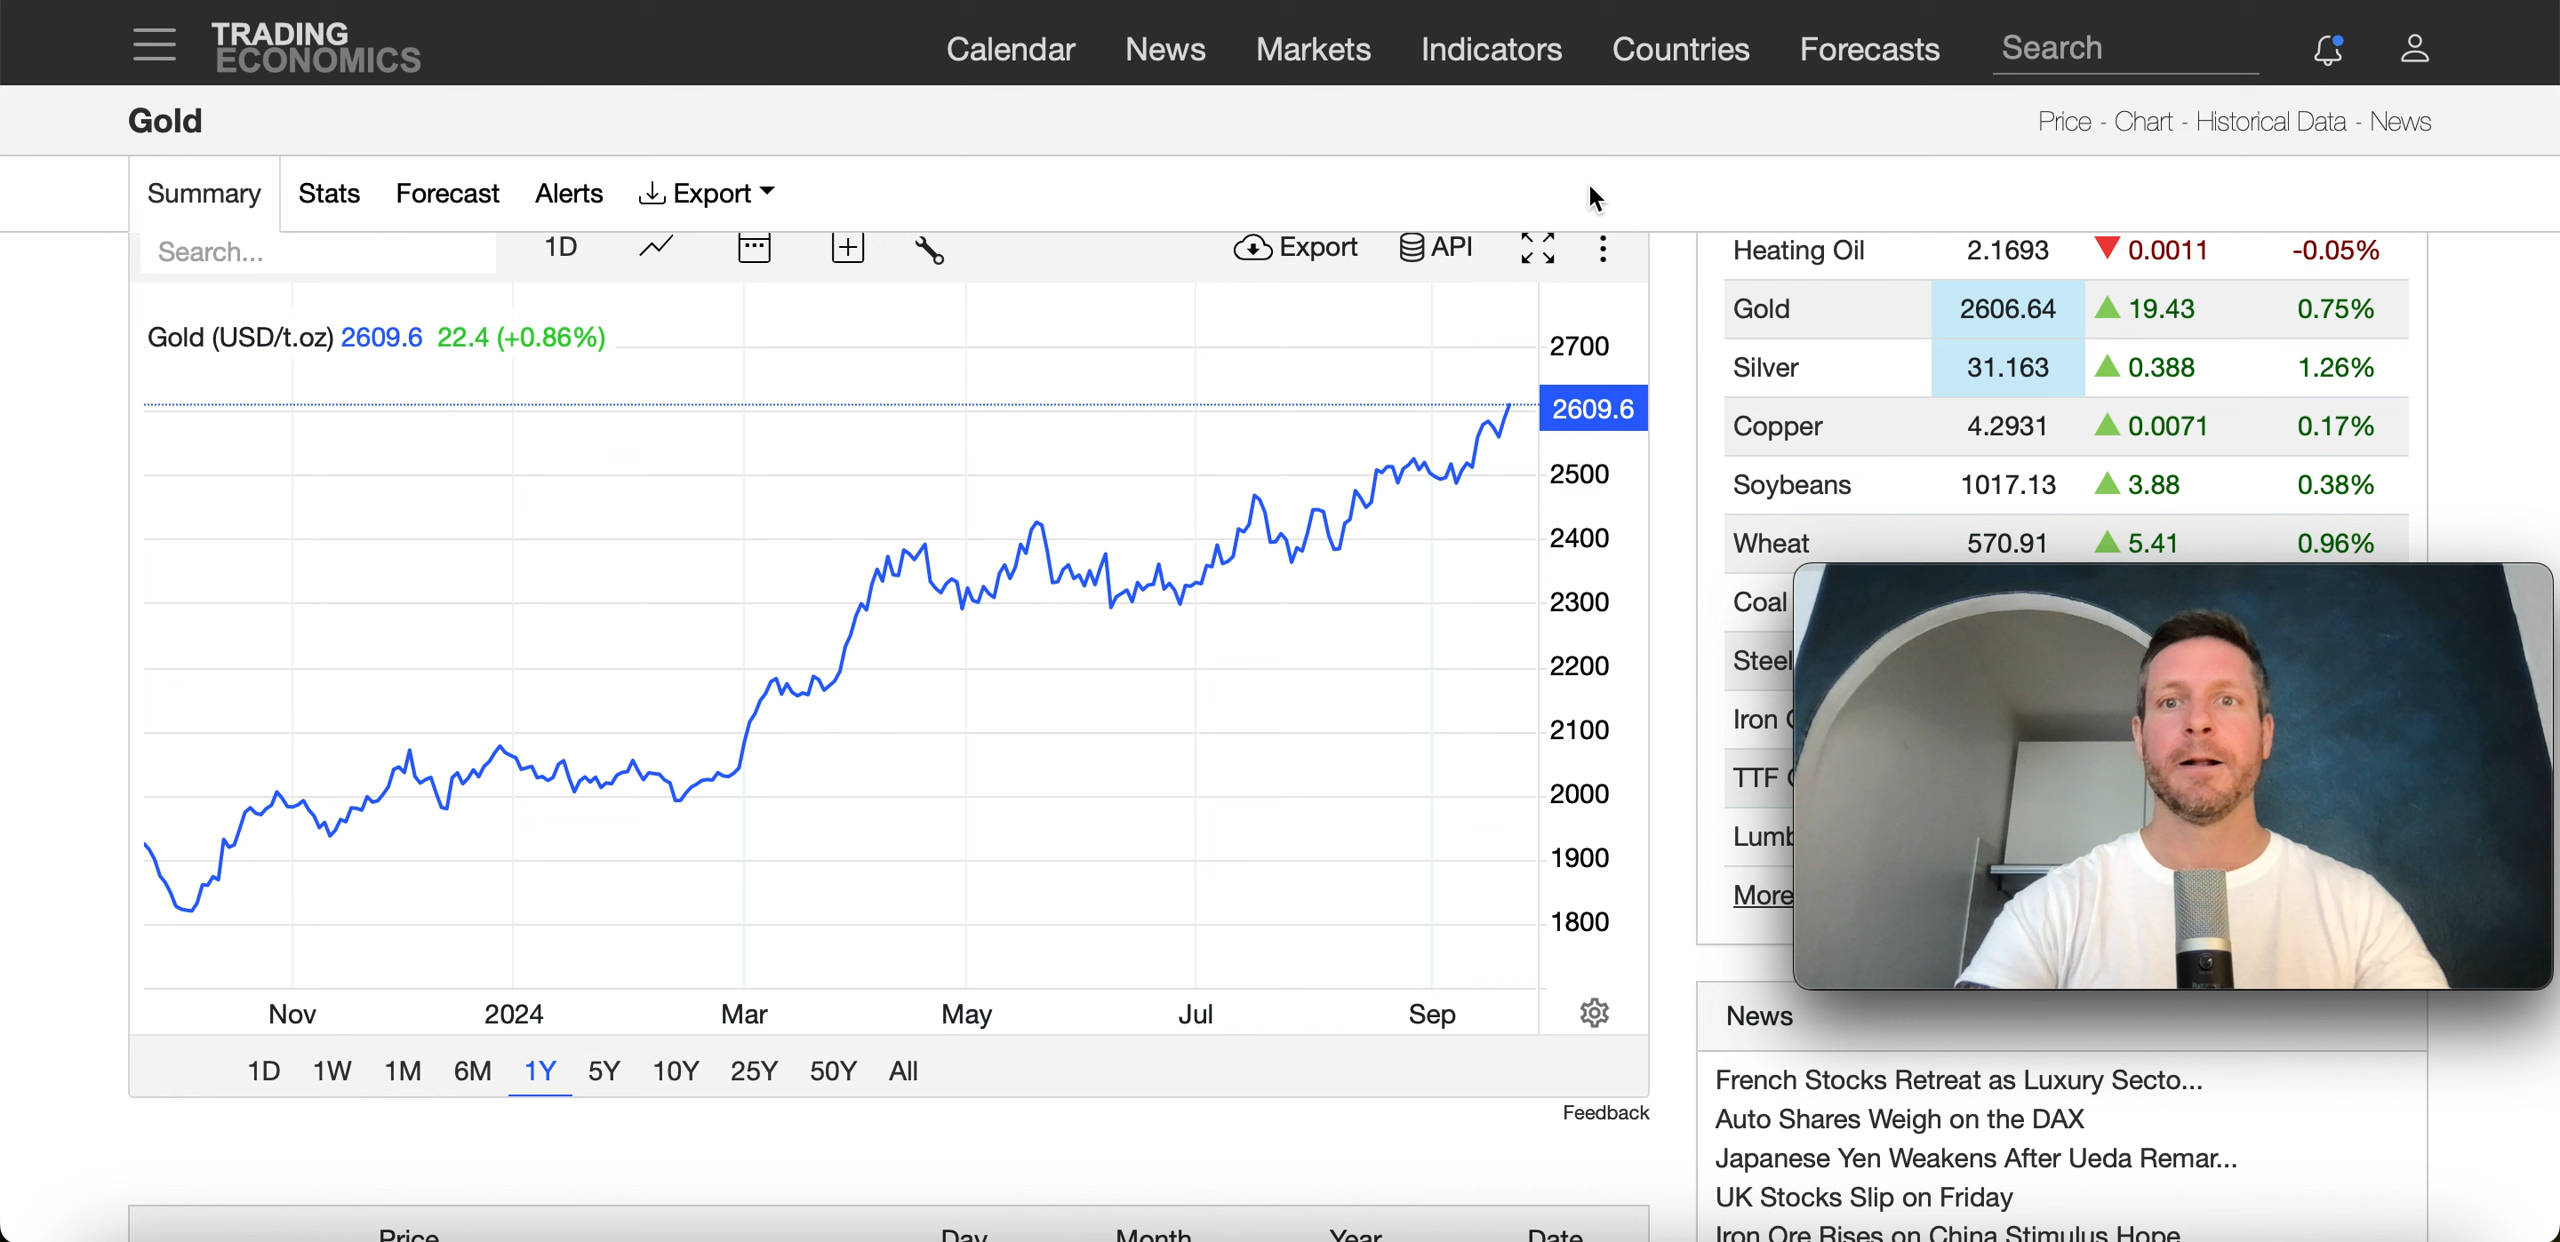 TRADING
ECONOMICS
Calendar News Markets Indicators Countries Forecasts Search
Gold
Price - Chart - Historical Data - News
Summary Stats Forecast Alerts Export
Search... 1D Export API
Gold (USD/t.oz) 2609.6 22.4 (+0.86%)
2700
2609.6
2500
2400
2300
2200
2100
2000
1900
1800
Nov 2024 Mar May Jul Sep
1D 1W 1M 6M 1Y 5Y 10Y 25Y 50Y All
Feedback
Price Day Month Year Date
Heating Oil 2.1693 0.0011 -0.05%
Gold 2606.64 19.43 0.75%
Silver 31.163 0.388 1.26%
Copper 4.2931 0.0071 0.17%
Soybeans 1017.13 3.88 0.38%
Wheat 570.91 5.41 0.96%
Coal
Steel
Iron
TTF
More
News
French Stocks Retreat as Luxury Secto...
Auto Shares Weigh on the DAX
Japanese Yen Weakens After Ueda Remar...
UK Stocks Slip on Friday
Iron Ore Rises on China Stimulus Hope